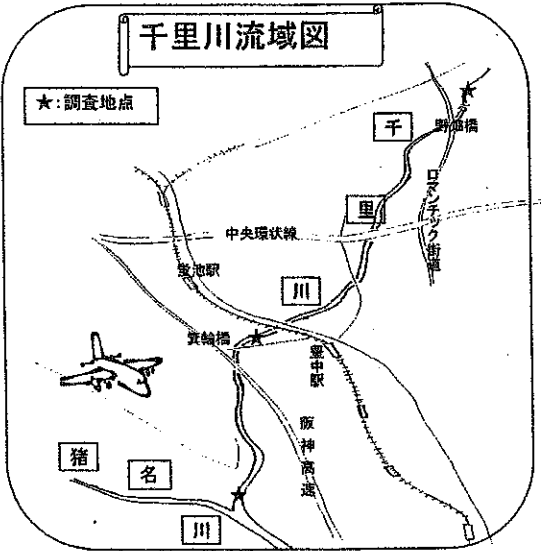 千里川流域図
★:調査地点
千
里
川
野畑橋
ロマンチック街道
中央環状線
蛍池駅
箕輪橋
豊中駅
阪神高速
猪
名
川